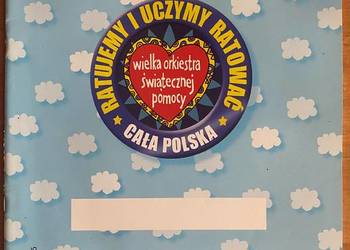 RATUJEMY I UCZYMY RATOWAĆ
wielka orkiestra
świątecznej
pomocy
CAŁA POLSKA